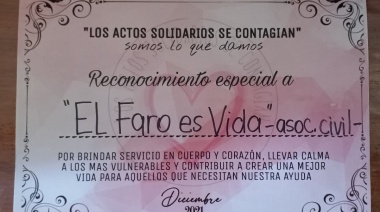 "LOS ACTOS SOLIDARIOS SE CONTAGIAN"
somos lo que damos
Reconocimiento especial a
"EL Faro es Vida"-asoc.civil-
POR BRINDAR SERVICIO EN CUERPO Y CORAZÓN, LLEVAR CALMA
A LOS MAS VULNERABLES Y CONTRIBUIR A CREAR UNA MEJOR
VIDA PARA AQUELLOS QUE NECESITAN NUESTRA AYUDA
Diciembre
2021